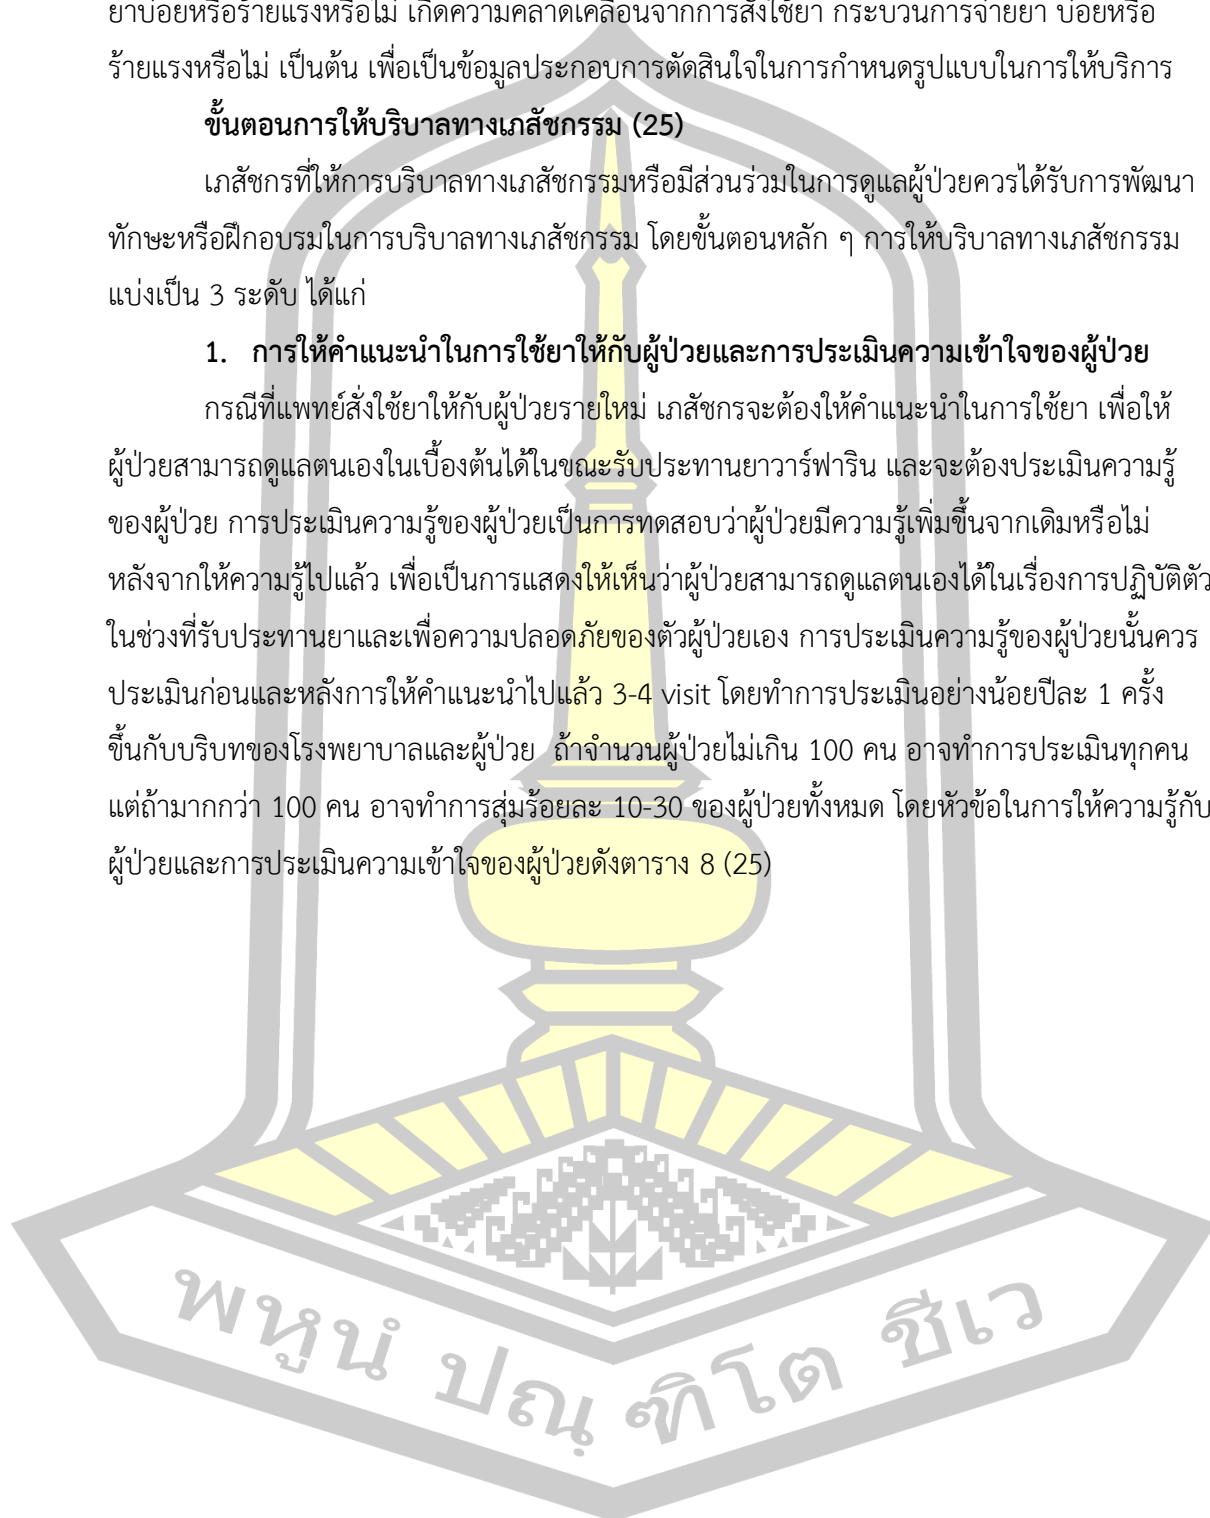 ยาบ่อยหรือร้ายแรงหรือไม่ เกิดความคลาดเคลื่อนจากการสั่งใช้ยา กระบวนการจ่ายยา บ่อยหรือ
ร้ายแรงหรือไม่ เป็นต้น เพื่อเป็นข้อมูลประกอบการตัดสินใจในการกำหนดรูปแบบในการให้บริการ
ขั้นตอนการให้บริบาลทางเภสัชกรรม (25)
เภสัชกรที่ให้การบริบาลทางเภสัชกรรมหรือมีส่วนร่วมในการดูแลผู้ป่วยควรได้รับการพัฒนา
ทักษะหรือฝึกอบรมในการบริบาลทางเภสัชกรรม โดยขั้นตอนหลัก ๆ การให้บริบาลทางเภสัชกรรม
แบ่งเป็น 3 ระดับ ได้แก่
1. การให้คำแนะนำในการใช้ยาให้กับผู้ป่วยและการประเมินความเข้าใจของผู้ป่วย
กรณีที่แพทย์สั่งใช้ยาให้กับผู้ป่วยรายใหม่ เภสัชกรจะต้องให้คำแนะนำในการใช้ยา เพื่อให้
ผู้ป่วยสามารถดูแลตนเองในเบื้องต้นได้ในขณะรับประทานยาวาร์ฟาริน และจะต้องประเมินความรู้
ของผู้ป่วย การประเมินความรู้ของผู้ป่วยเป็นการทดสอบว่าผู้ป่วยมีความรู้เพิ่มขึ้นจากเดิมหรือไม่
หลังจากให้ความรู้ไปแล้ว เพื่อเป็นการแสดงให้เห็นว่าผู้ป่วยสามารถดูแลตนเองได้ในเรื่องการปฏิบัติตัว
ในช่วงที่รับประทานยาและเพื่อความปลอดภัยของตัวผู้ป่วยเอง การประเมินความรู้ของผู้ป่วยนั้นควร
ประเมินก่อนและหลังการให้คำแนะนำไปแล้ว 3-4 visit โดยทำการประเมินอย่างน้อยปีละ 1 ครั้ง
ขึ้นกับบริบทของโรงพยาบาลและผู้ป่วย ถ้าจำนวนผู้ป่วยไม่เกิน 100 คน อาจทำการประเมินทุกคน
แต่ถ้ามากกว่า 100 คน อาจทำการสุ่มร้อยละ 10-30 ของผู้ป่วยทั้งหมด โดยหัวข้อในการให้ความรู้กับ
ผู้ป่วยและการประเมินความเข้าใจของผู้ป่วยดังตาราง 8 (25)
พหูนํ ปณฺ ฑิโต ชีเว